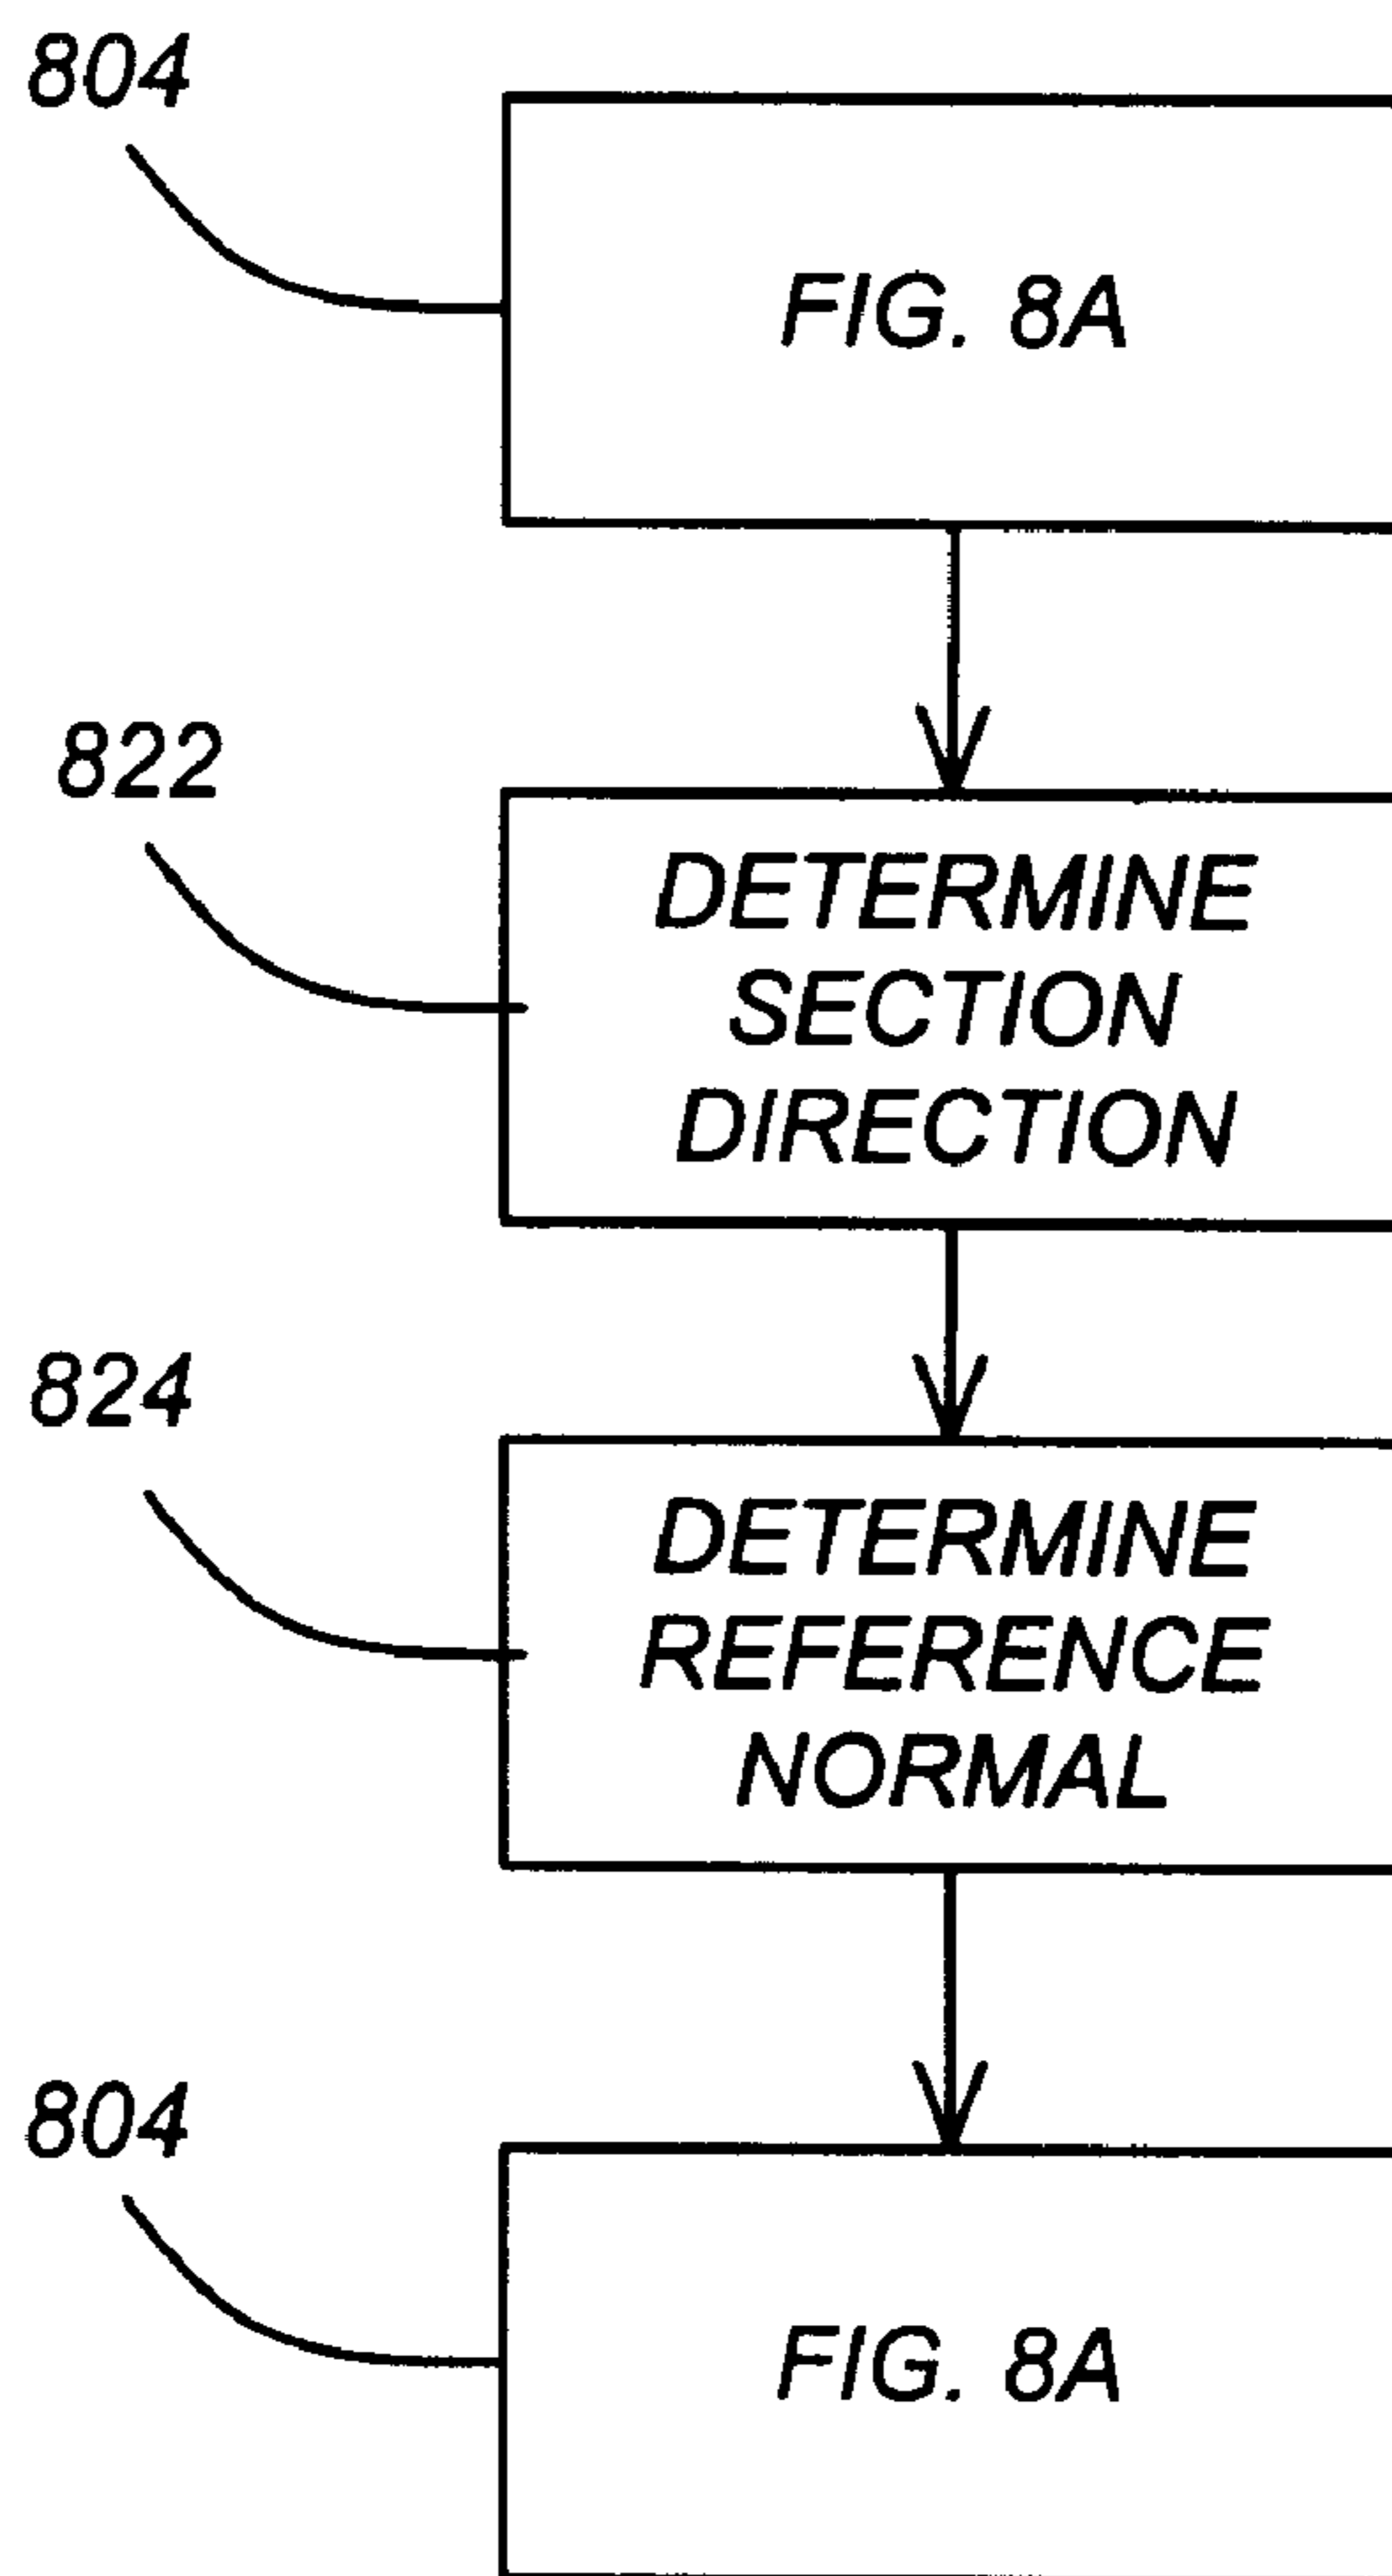 804
FIG. 8A
822
DETERMINE
SECTION
DIRECTION
824
DETERMINE
REFERENCE
NORMAL
804
FIG. 8A